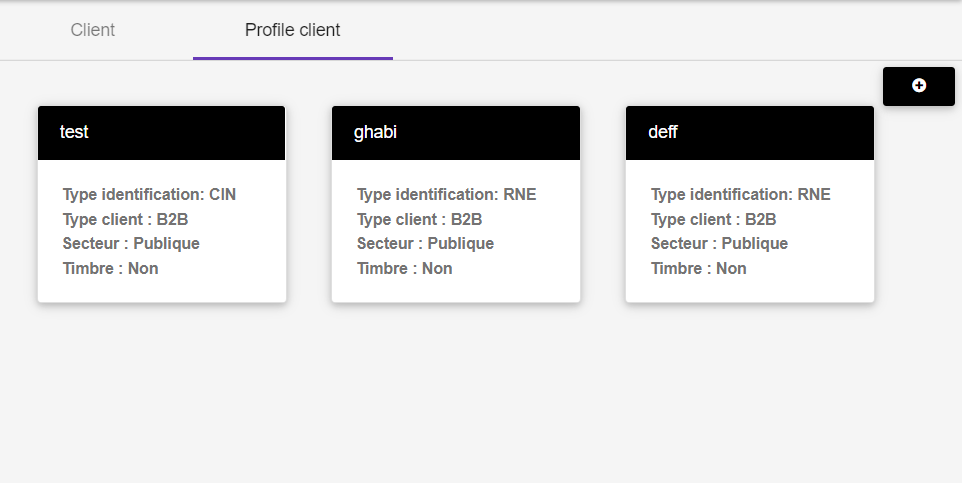 Client
Profile client
test
Type identification: CIN
Type client : B2B
Secteur : Publique
Timbre : Non
ghabi
Type identification: RNE
Type client : B2B
Secteur : Publique
Timbre : Non
deff
Type identification: RNE
Type client : B2B
Secteur : Publique
Timbre : Non